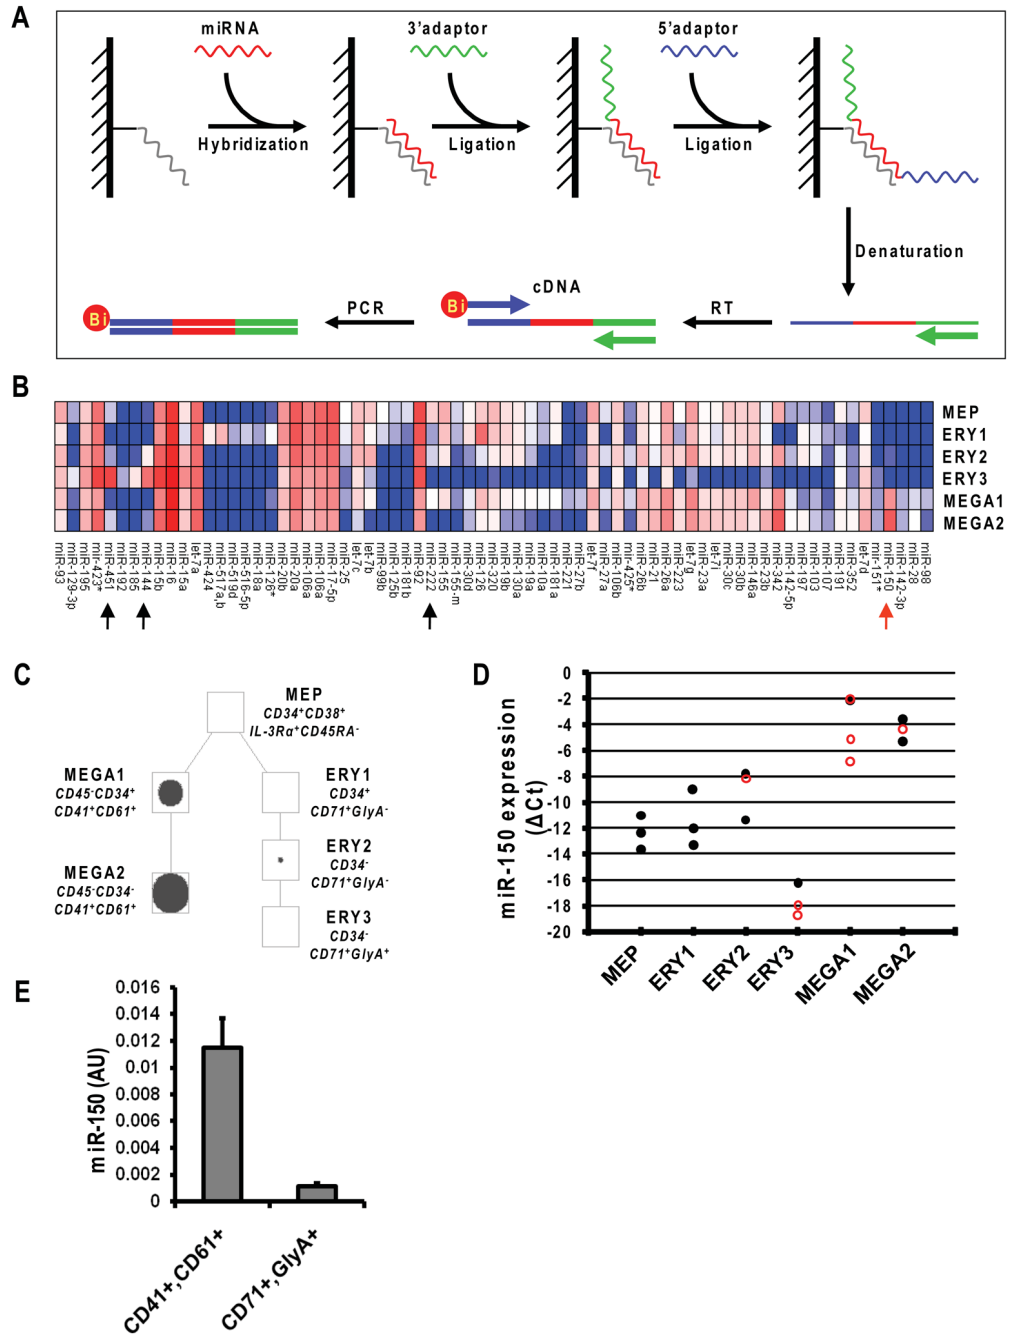 A
miRNA
3'adaptor
5'adaptor
Hybridization
Ligation
Ligation
Denaturation
cDNA
Bi
PCR
Bi
RT
B
MEP
ERY1
ERY2
ERY3
MEGA1
MEGA2
miR-93
miR-129-3p
miR-195
mi-423*
miR-451
miR-192
miR-185
miR-144
miR-15b
miR-16
miR-15a
let-7a
miR-424
miR-517a,b
miR-519d
miR-516-5p
miR-18a
miR-126*
miR-20b
miR-20a
miR-106a
miR-106a
miR-17-5p
miR-25
let-7c
let-7b
miR-99b
miR-125b
miR-181b
miR-92
miR-222
miR-155
miR-155-m
miR-30d
miR-126
miR-320
miR-19b
miR-130a
miR-19a
miR-10a
miR-181a
miR-221
miR-27b
let-7f
miR-27a
miR-106b
miR-425*
miR-26b
miR-21
miR-26a
miR-223
let-7g
miR-23a
let-7i
miR-30c
miR-30b
miR-146a
miR-23b
miR-342
miR-142-5p
miR-197
miR-103
miR-107
miR-191
miR-352
let-7d
mi-151*
miR-150
miR-142-3p
miR-28
miR-98
C
MEP
CD34+CD38+
IL-3Rα+CD45RA-
MEGA1
CD45-CD34+
CD41+CD61+
ERY1
CD34+
CD71+GlyA-
MEGA2
CD45-CD34-
CD41+CD61+
ERY2
CD34-
CD71+GlyA-
ERY3
CD34-
CD71+GlyA+
D
miR-150 expression
(ΔCt)
0
-2
-4
-6
-8
-10
-12
-14
-16
-18
-20
MEP
ERY1
ERY2
ERY3
MEGA1
MEGA2
E
miR-150 (AU)
0.016
0.014
0.012
0.01
0.008
0.006
0.004
0.002
0
CD41+,CD61+
CD71+,GlyA+